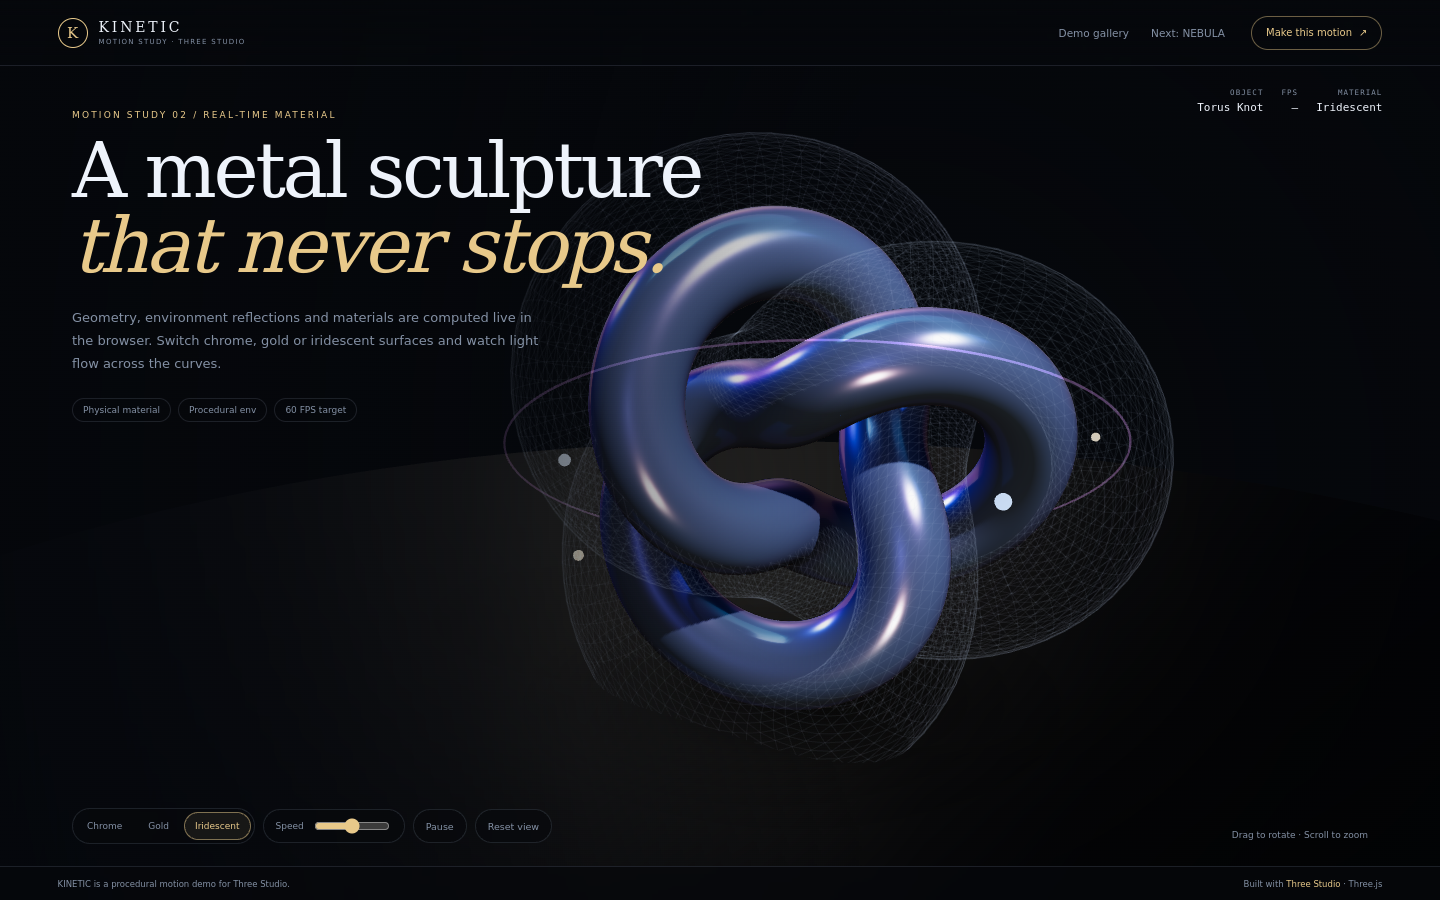 K
KINETIC
MOTION STUDY · THREE STUDIO
Demo gallery
Next: NEBULA
Make this motion ↗
OBJECT
Torus Knot
FPS
—
MATERIAL
Iridescent
MOTION STUDY 02 / REAL-TIME MATERIAL
A metal sculpture
that never stops.
Geometry, environment reflections and materials are computed live in
the browser. Switch chrome, gold or iridescent surfaces and watch light
flow across the curves.
Physical material
Procedural env
60 FPS target
Chrome
Gold
Iridescent
Speed
Pause
Reset view
Drag to rotate · Scroll to zoom
KINETIC is a procedural motion demo for Three Studio.
Built with Three Studio · Three.js